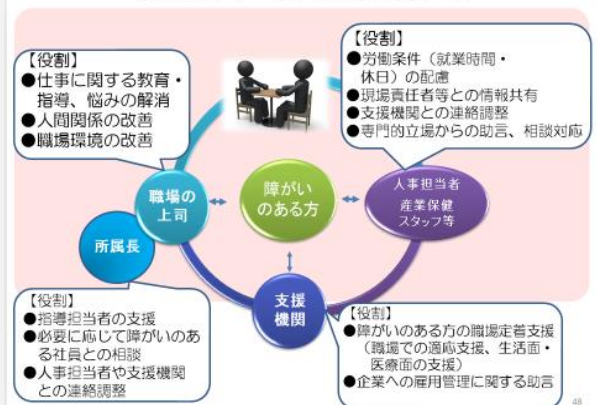 【役割】
●仕事に関する教育・
指導、悩みの解消
●人間関係の改善
●職場環境の改善
【役割】
●労働条件（就業時間・
休日）の配慮
●現場責任者等との情報共有
●支援機関との連絡調整
●専門的立場からの助言、相談対応
職場の
上司
障がい
のある方
人事担当者
産業保健
スタッフ等
所属長
支援
機関
【役割】
●指導担当者の支援
●必要に応じて障がいのあ
る社員との相談
●人事担当者や支援機関
との連絡調整
【役割】
●障がいのある方の職場定着支援
（職場での適応支援、生活面・
医療面の支援）
●企業への雇用管理に関する助言
48